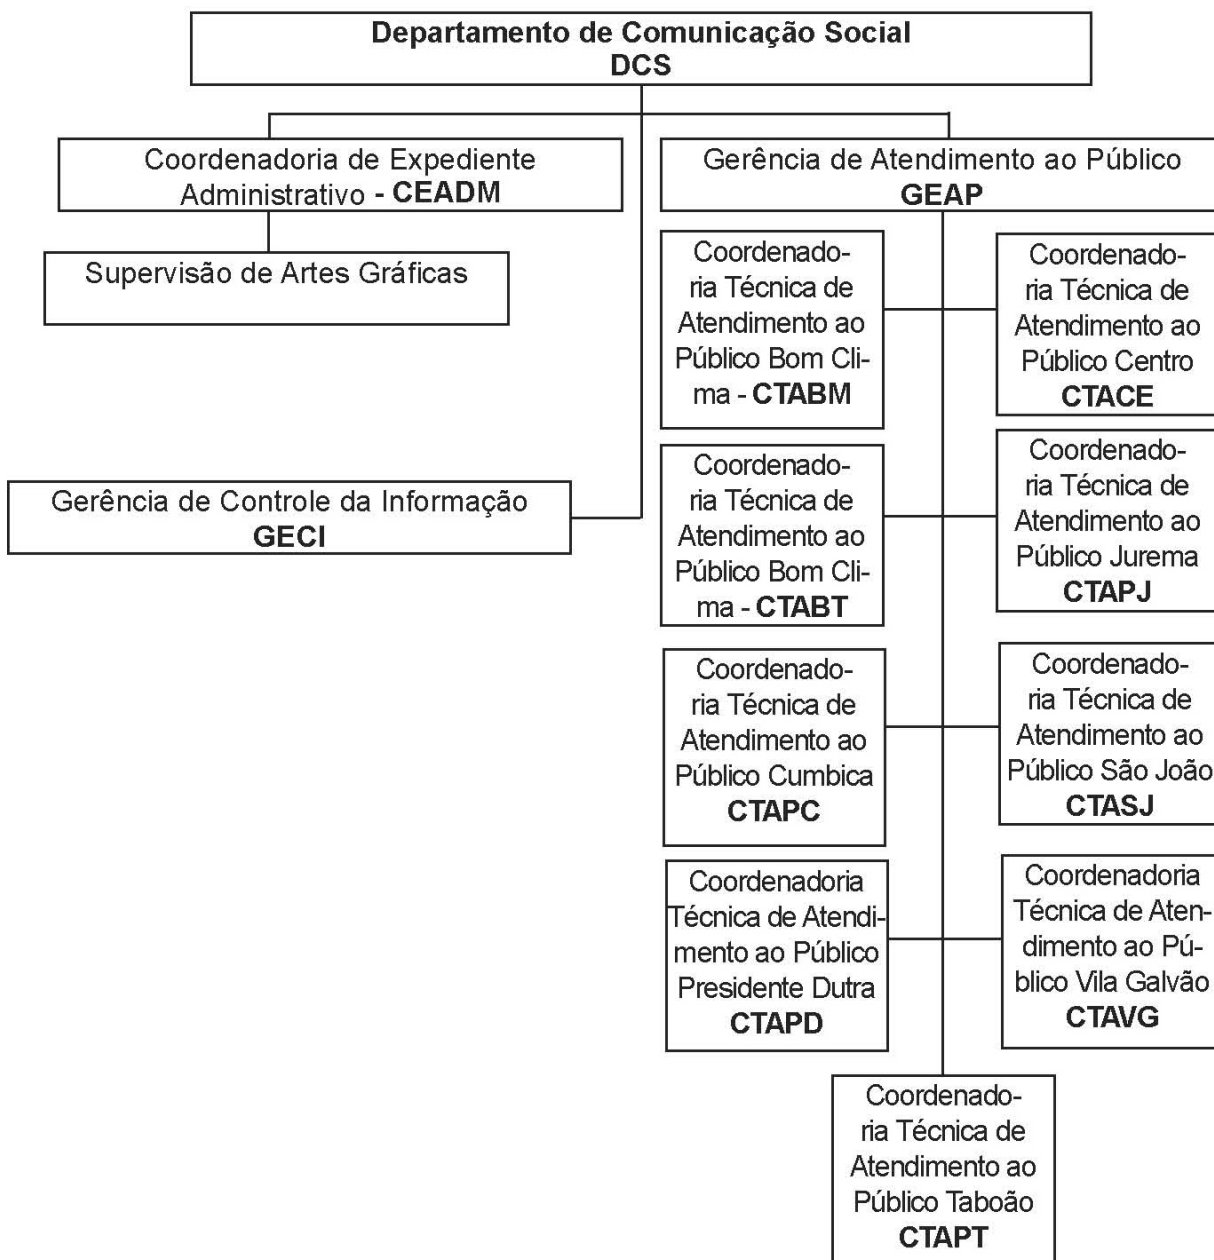 Departamento de Comunicação Social
DCS
Coordenadoria de Expediente
Administrativo - CEADM
Supervisão de Artes Gráficas
Gerência de Controle da Informação
GECI
Gerência de Atendimento ao Público
GEAP
Coordenado-
ria Técnica de
Atendimento ao
Público Bom Cli-
ma - CTABM
Coordenado-
ria Técnica de
Atendimento ao
Público Centro
CTACE
Coordenado-
ria Técnica de
Atendimento ao
Público Bom Cli-
ma - CTABT
Coordenado-
ria Técnica de
Atendimento ao
Público Jurema
CTAPJ
Coordenado-
ria Técnica de
Atendimento ao
Público Cumbica
CTAPC
Coordenado-
ria Técnica de
Atendimento ao
Público São João
CTASJ
Coordenadoria
Técnica de Atendi-
mento ao Público
Presidente Dutra
CTAPD
Coordenadoria
Técnica de Aten-
dimento ao Pú-
blico Vila Galvão
CTAVG
Coordenado-
ria Técnica de
Atendimento ao
Público Taboão
CTAPT